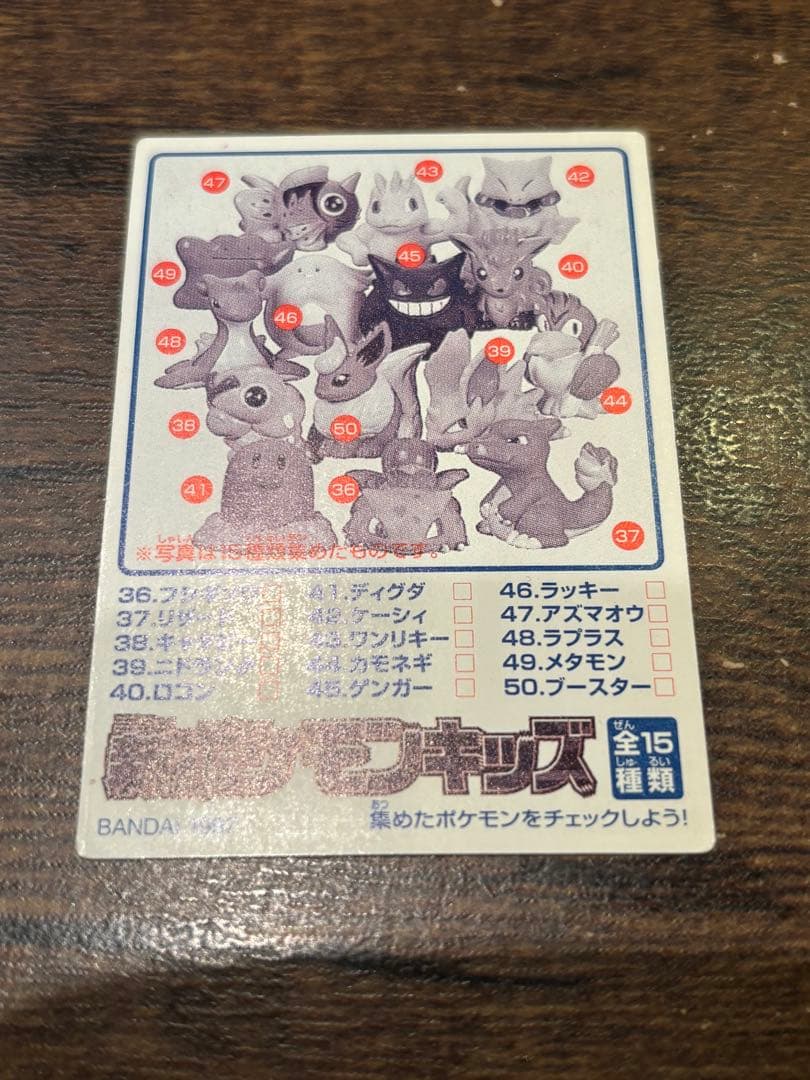 47
43
42
49
45
40
46
48
39
38
50
44
41
36
37
しゃしん
※写真は15種類集めたものです。
36.フシギソウ 41.ディグダ 46.ラッキー
37.リザード 42.ケーシィ 47.アズマオウ
38.キャタピー 43.ワンリキー 48.ラプラス
39.ニドラン♂ 44.カモネギ 49.メタモン
40.ロコン 45.ゲンガー 50.ブースター
ポケモンキッズ
ぜん
全15
しゅ るい
種類
あつ
BANDAI 1997 集めたポケモンをチェックしよう!